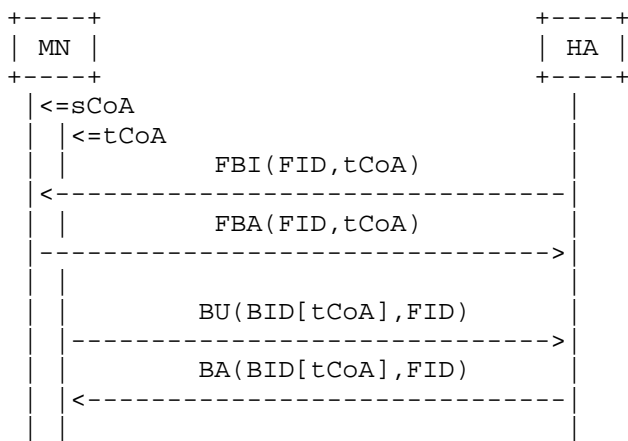 MN HA
<=sCoA
<=tCoA
FBI(FID,tCoA)
FBA(FID,tCoA)
BU(BID[tCoA],FID)
BA(BID[tCoA],FID)